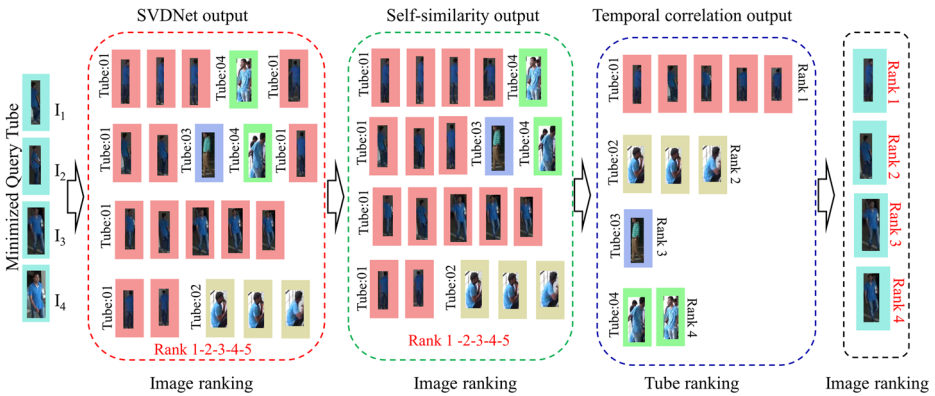 SVDNet output
Self-similarity output
Temporal correlation output
Minimized Query Tube
I1
I2
I3
I4
Tube:01
Tube:04
Tube:01
Tube:01
Tube:03
Tube:04
Tube:01
Tube:01
Tube:01
Tube:02
Rank 1-2-3-4-5
Tube:01
Tube:04
Tube:01
Tube:03
Tube:04
Tube:01
Tube:01
Tube:02
Rank 1 -2-3-4-5
Tube:01
Rank 1
Tube:02
Rank 2
Tube:03
Rank 3
Tube:04
Rank 4
Rank 1
Rank 2
Rank 3
Rank 4
Image ranking
Image ranking
Tube ranking
Image ranking